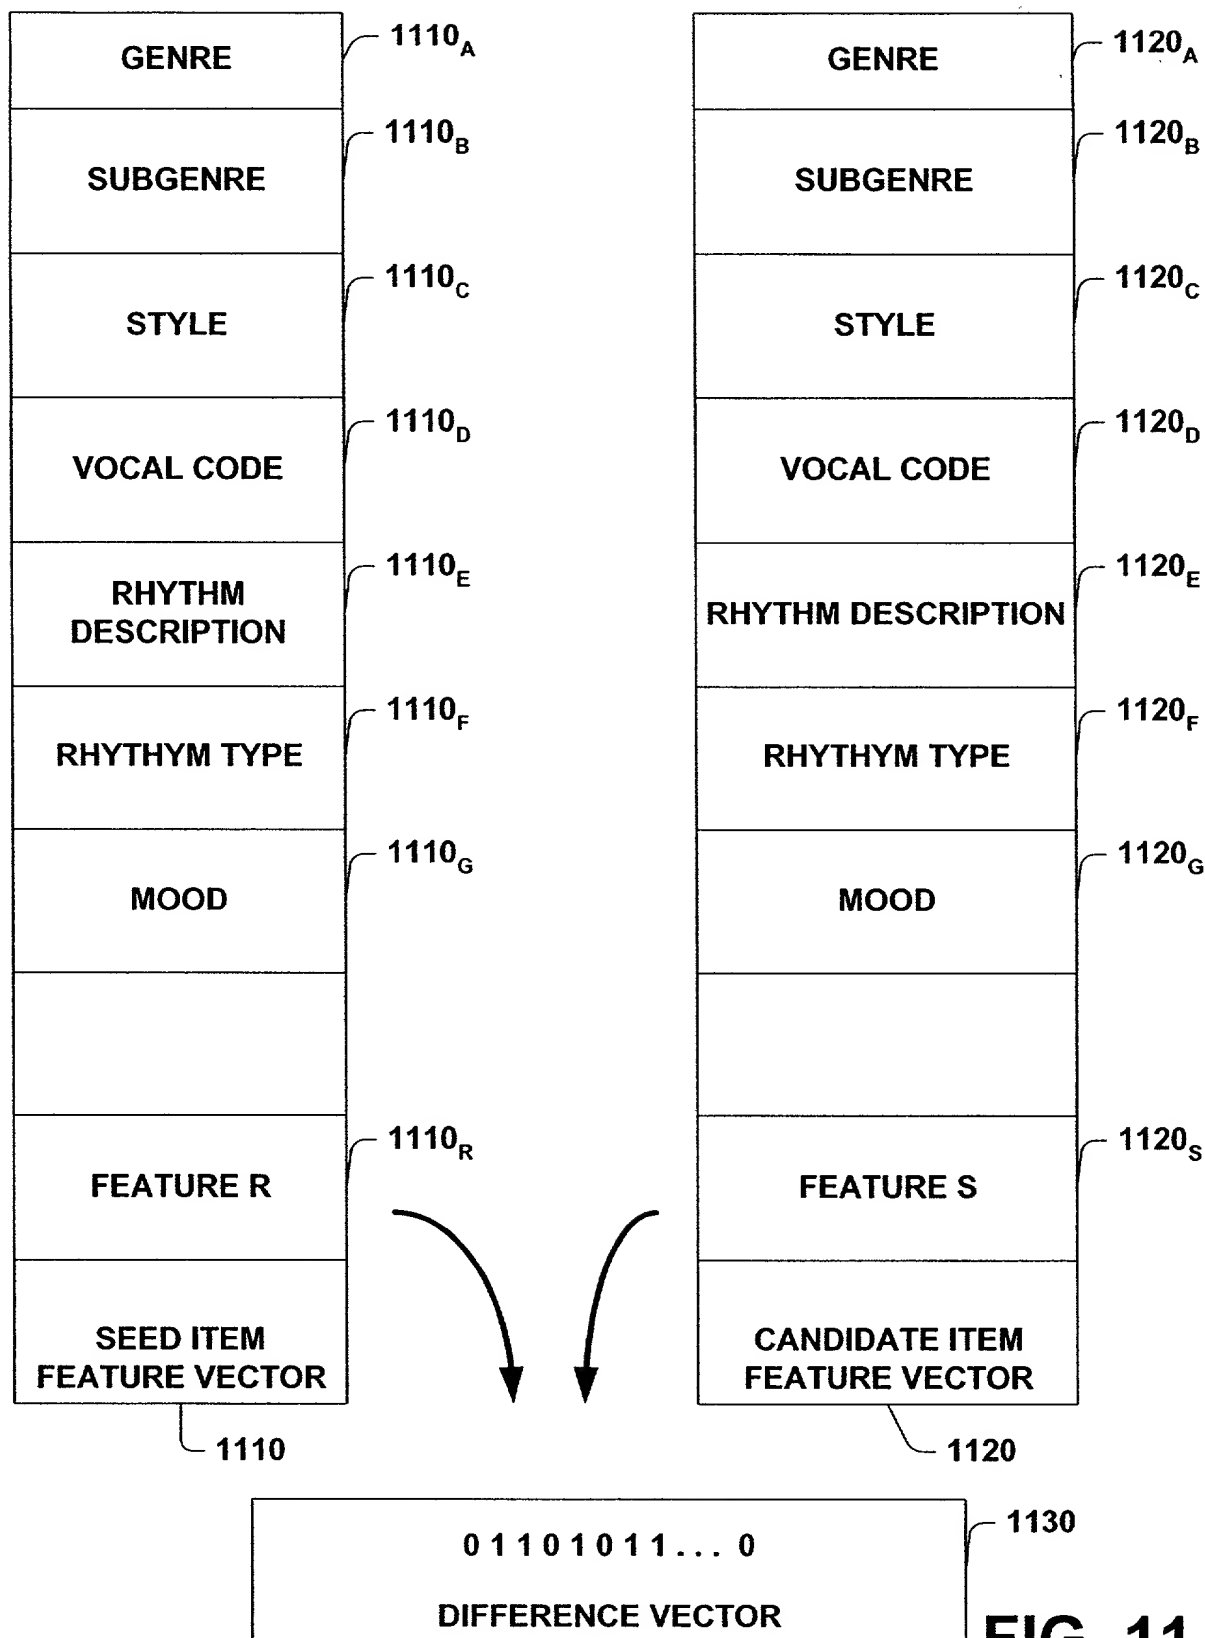 GENRE
1110A
SUBGENRE
1110B
STYLE
1110C
VOCAL CODE
1110D
RHYTHM
DESCRIPTION
1110E
RHYTHYM TYPE
1110F
MOOD
1110G
FEATURE R
1110R
SEED ITEM
FEATURE VECTOR
1110
GENRE
1120A
SUBGENRE
1120B
STYLE
1120C
VOCAL CODE
1120D
RHYTHM DESCRIPTION
1120E
RHYTHYM TYPE
1120F
MOOD
1120G
FEATURE S
1120S
CANDIDATE ITEM
FEATURE VECTOR
1120
0 1 1 0 1 0 1 1 . . . 0
1130
DIFFERENCE VECTOR
FIG. 11